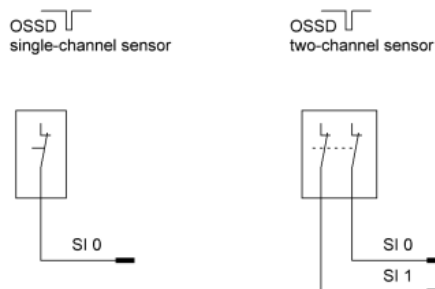 OSSD
single-channel sensor
OSSD
two-channel sensor
SI 0
SI 0
SI 1